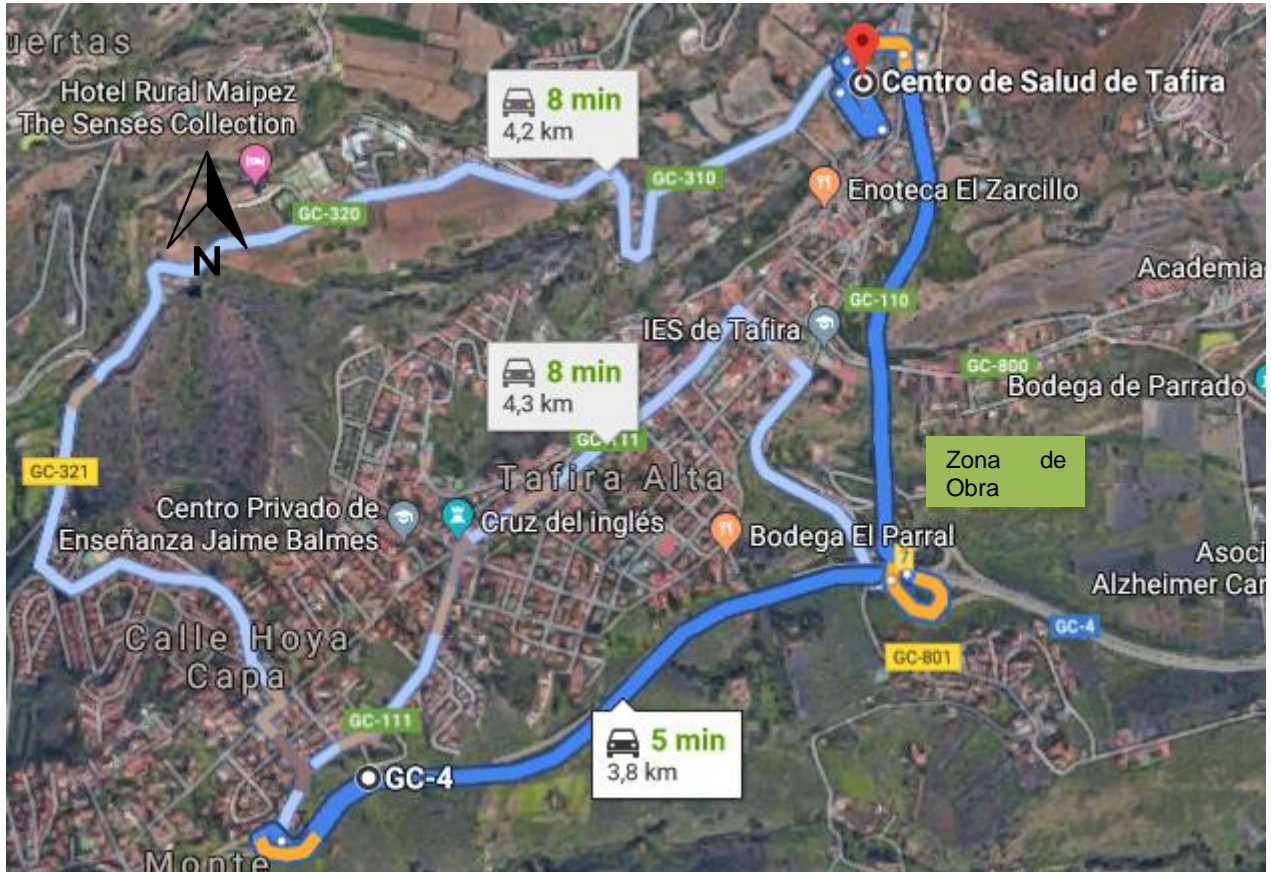 uertas
Hotel Rural Maipez
The Senses Collection
8 min
4,2 km
Centro de Salud de Tafira
GC-310
Enoteca El Zarcillo
GC-320
N
Academia
GC-110
IES de Tafira
GC-800
Bodega de Parrado
8 min
4,3 km
GC-111
Zona de
Obra
GC-321
Tafira Alta
Centro Privado de
Enseñanza Jaime Balmes
Cruz del inglés
Bodega El Parral
7
Asoci
Alzheimer Car
GC-4
Calle Hoya
Capa
GC-801
GC-111
5 min
3,8 km
GC-4
Monte